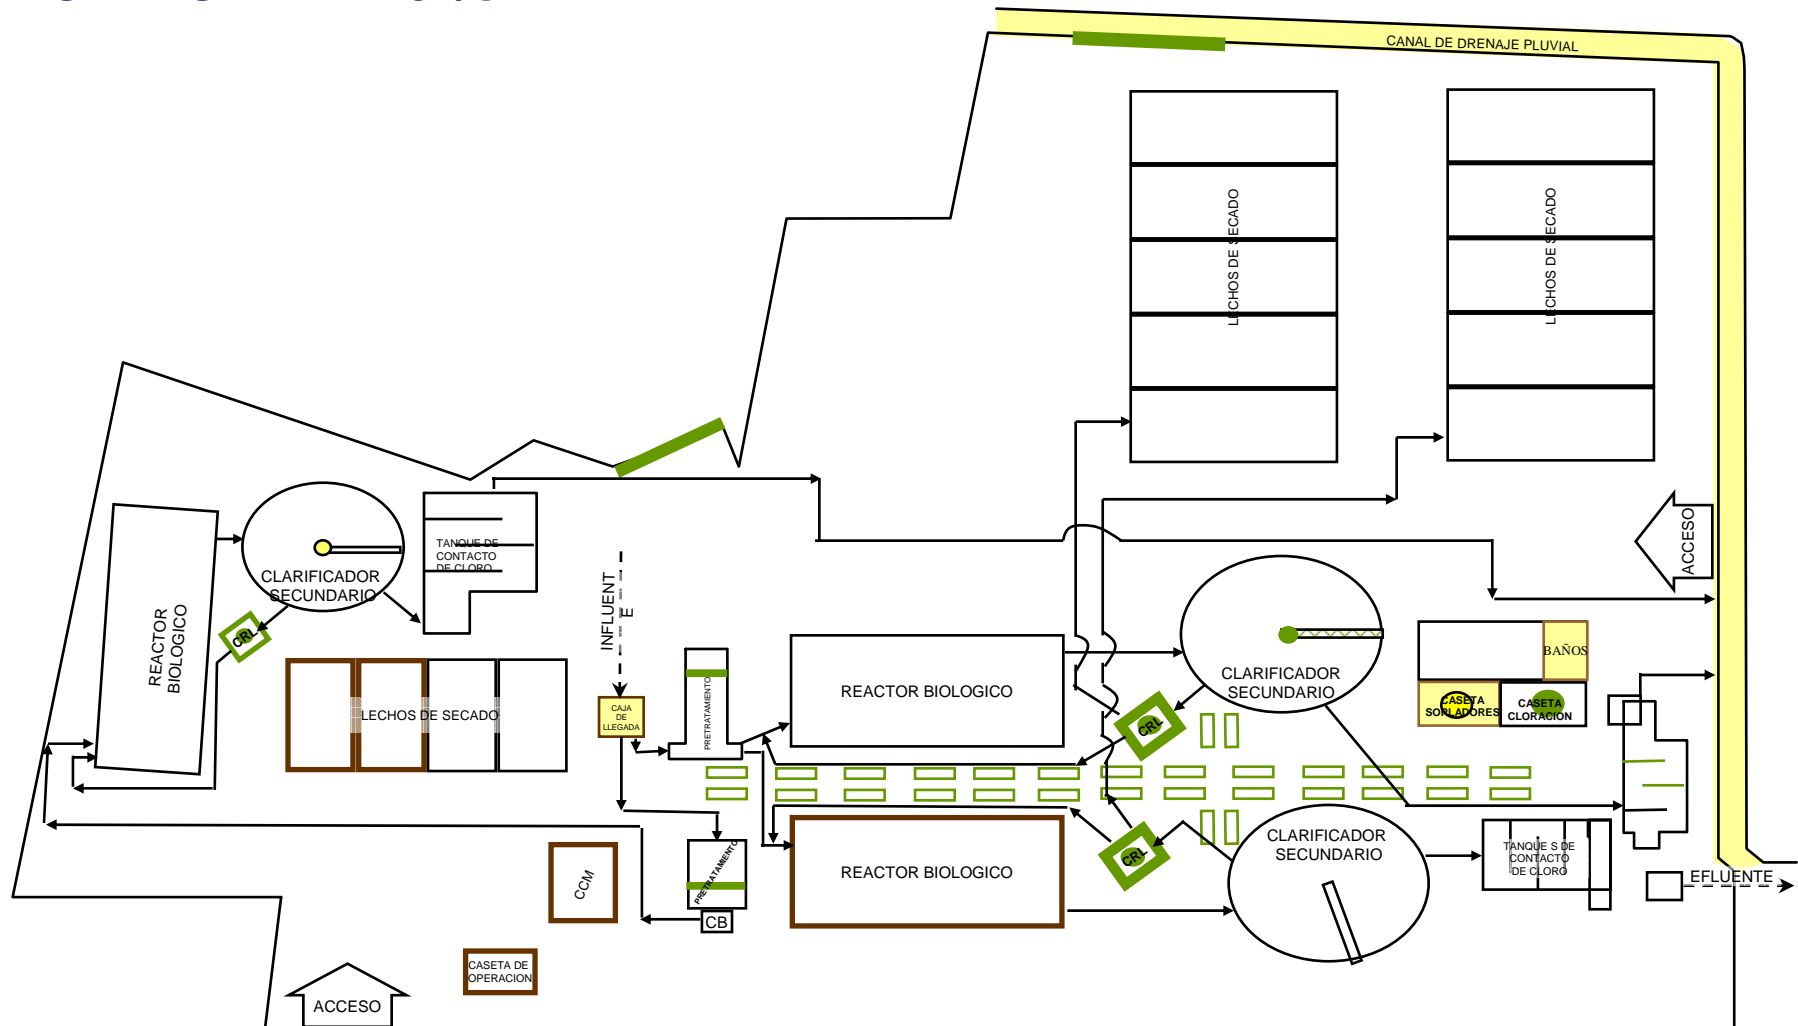 CANAL DE DRENAJE PLUVIAL
LECHOS DE SECADO
LECHOS DE SECADO
ACCESO
TANQUE DE
CONTACTO
DE CLORO
CLARIFICADOR
SECUNDARIO
REACTOR
BIOLOGICO
CRL
INFLUENT
E
LECHOS DE SECADO
CAJA
DE
LLEGADA
PRETRATAMIENTO
REACTOR BIOLOGICO
CLARIFICADOR
SECUNDARIO
CRL
BAÑOS
CASETA
SOPLADORES
CASETA
CLORACION
PRETRATAMIENTO
CB
CCM
REACTOR BIOLOGICO
CRL
CLARIFICADOR
SECUNDARIO
TANQUE S DE
CONTACTO
DE CLORO
EFLUENTE
CASETA DE
OPERACION
ACCESO